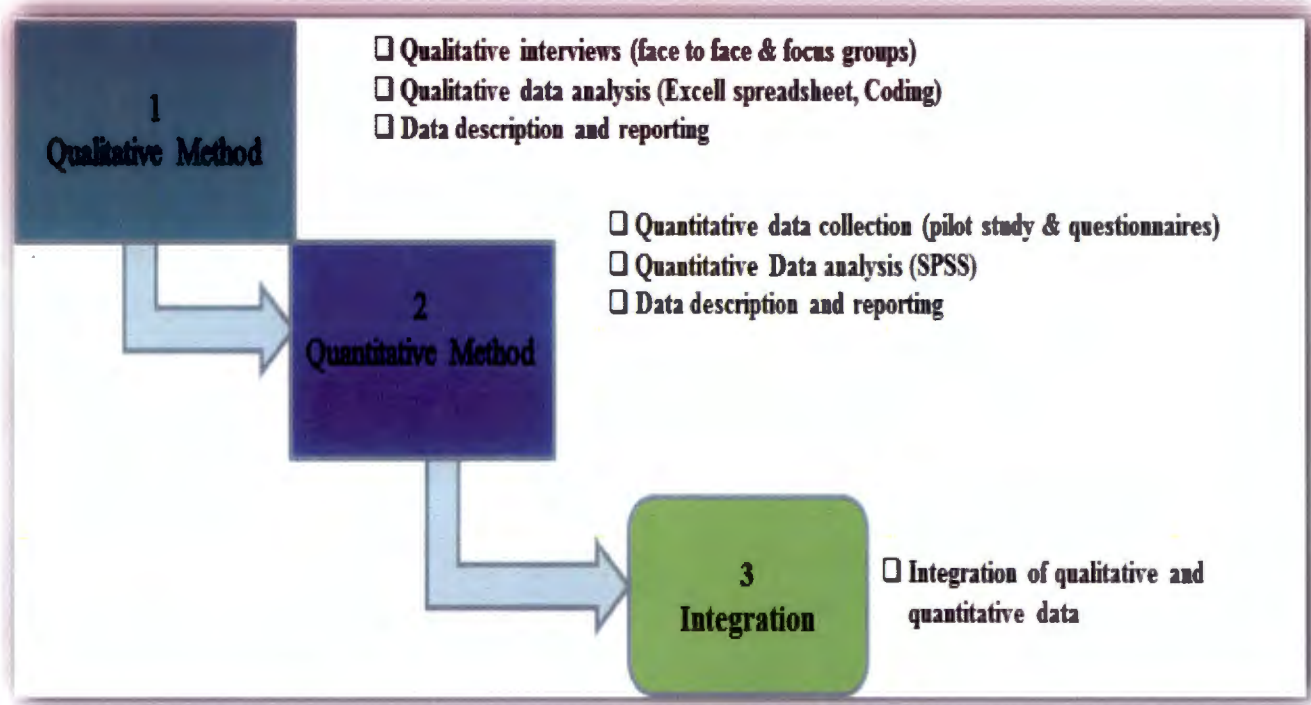 1
Qualitative Method
❑ Qualitative interviews (face to face & focus groups)
❑ Qualitative data analysis (Excell spreadsheet, Coding)
❑ Data description and reporting
2
Quantitative Method
❑ Quantitative data collection (pilot study & questionnaires)
❑ Quantitative Data analysis (SPSS)
❑ Data description and reporting
3
Integration
❑ Integration of qualitative and
quantitative data